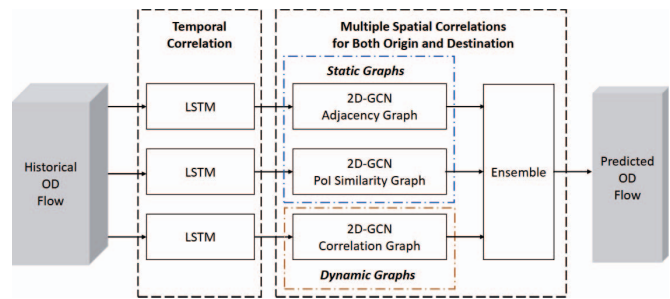 Temporal
Correlation
Multiple Spatial Correlations
for Both Origin and Destination
Static Graphs
Historical
OD
Flow
LSTM
2D-GCN
Adjacency Graph
LSTM
2D-GCN
PoI Similarity Graph
LSTM
2D-GCN
Correlation Graph
Dynamic Graphs
Ensemble
Predicted
OD
Flow